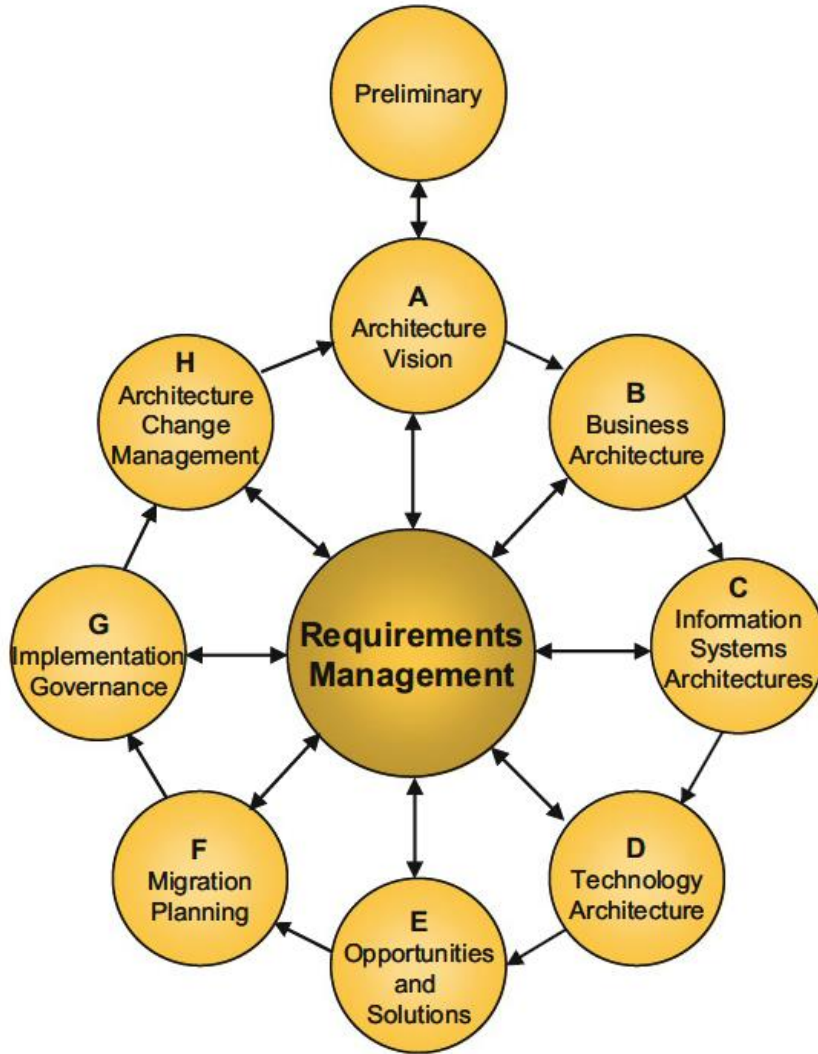 Preliminary
A
Architecture
Vision
B
Business
Architecture
C
Information
Systems
Architectures
D
Technology
Architecture
E
Opportunities
and
Solutions
F
Migration
Planning
G
Implementation
Governance
H
Architecture
Change
Management
Requirements
Management